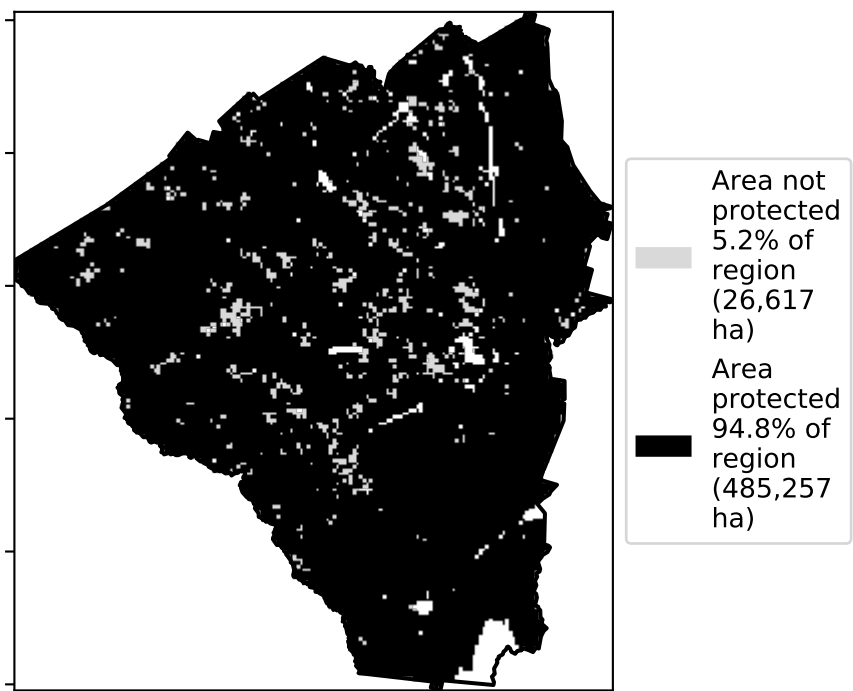 Area not
protected
5.2% of
region
(26,617
ha)
Area
protected
94.8% of
region
(485,257
ha)